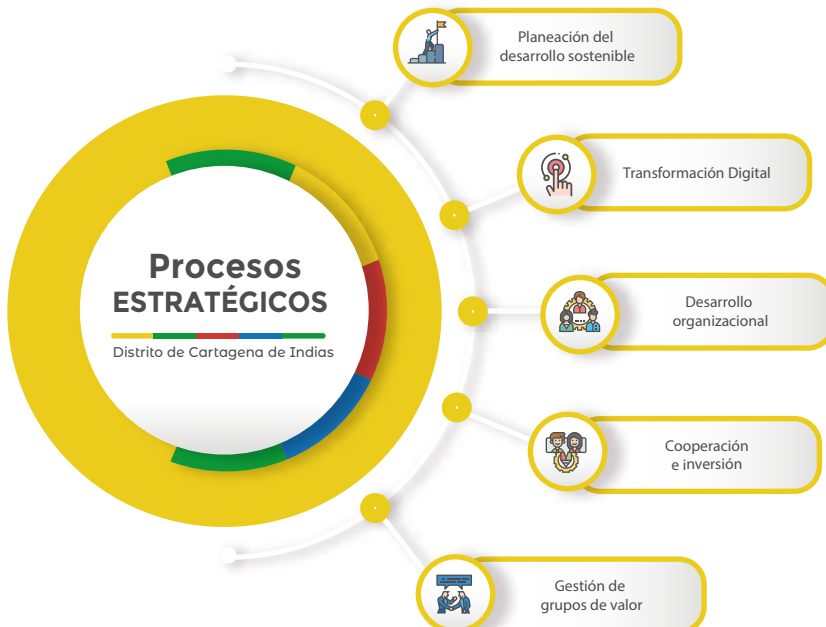 Procesos
ESTRATÉGICOS
Distrito de Cartagena de Indias
Planeación del
desarrollo sostenible
Transformación Digital
Desarrollo
organizacional
Cooperación
e inversión
Gestión de
grupos de valor